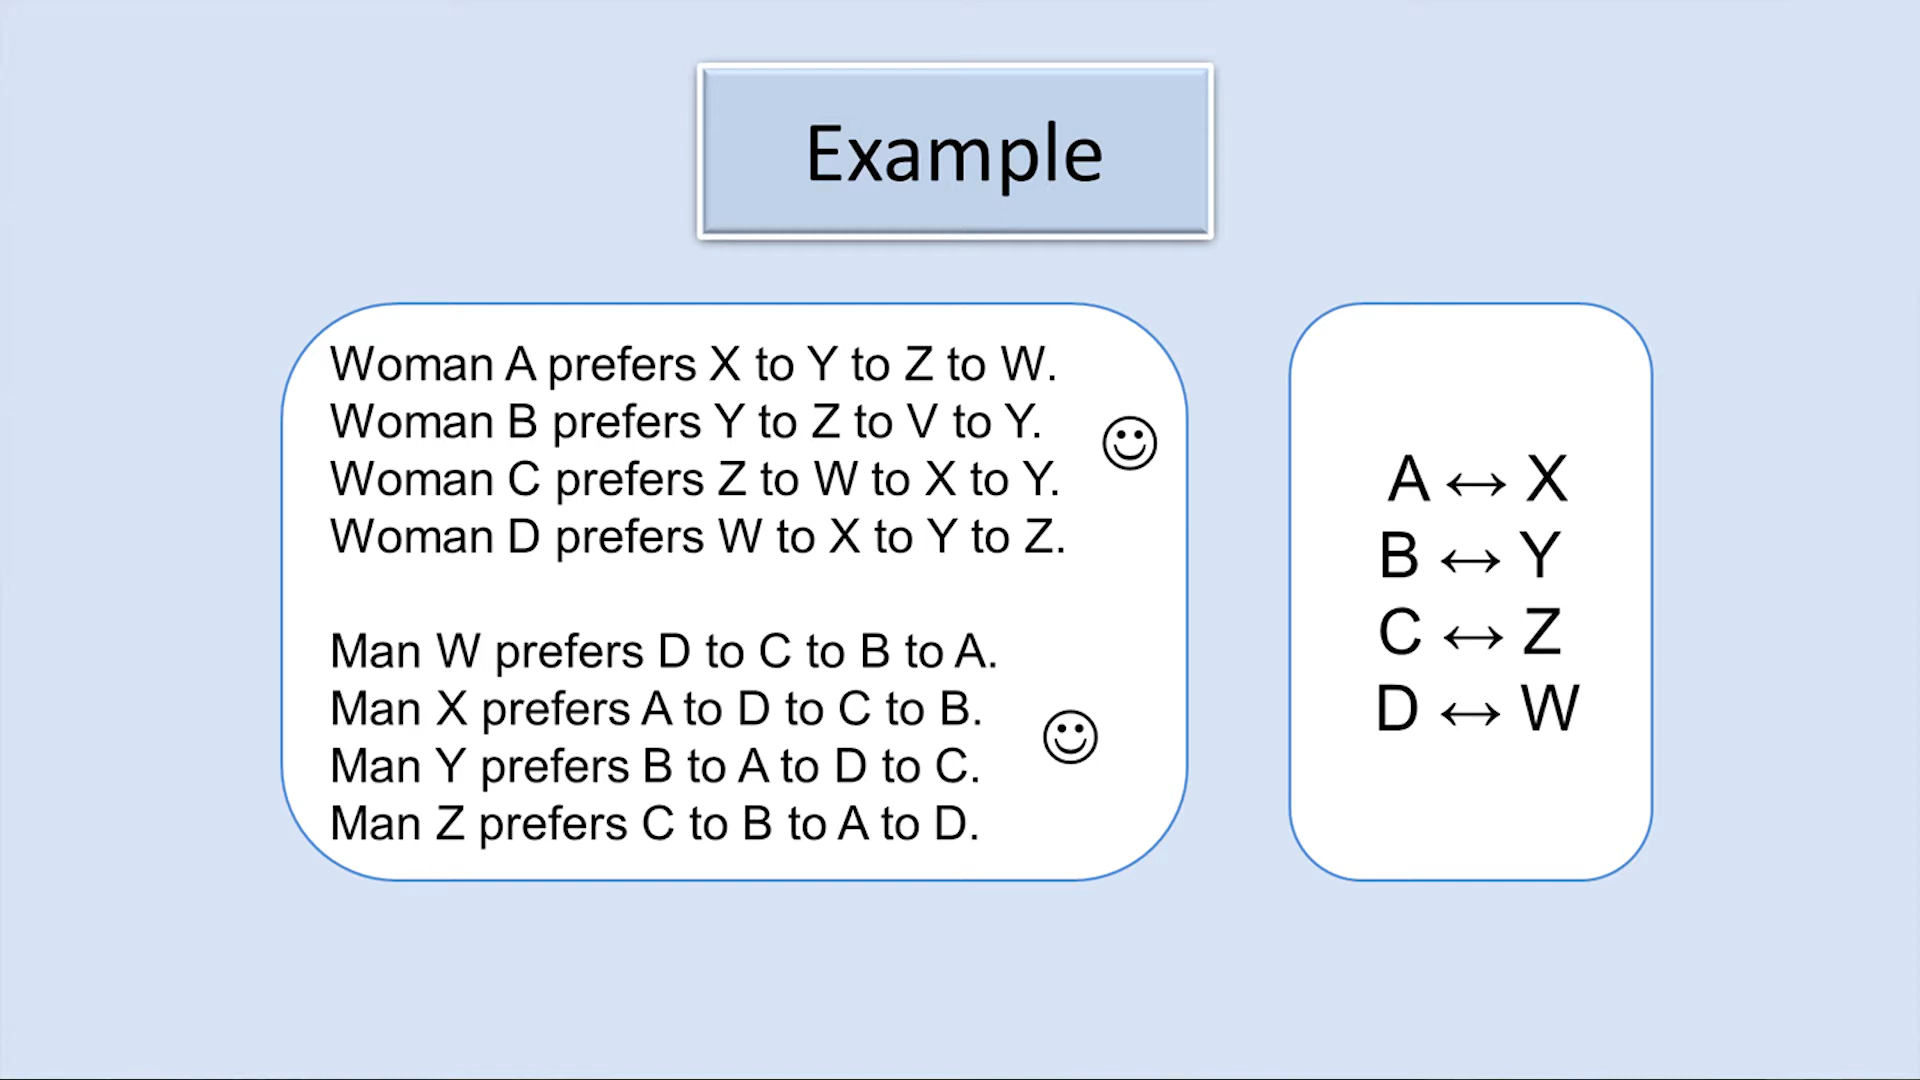 Example
Woman A prefers X to Y to Z to W.
Woman B prefers Y to Z to V to Y.
Woman C prefers Z to W to X to Y.
Woman D prefers W to X to Y to Z.
Man W prefers D to C to B to A.
Man X prefers A to D to C to B.
Man Y prefers B to A to D to C.
Man Z prefers C to B to A to D.
A ↔ X
B ↔ Y
C ↔ Z
D ↔ W